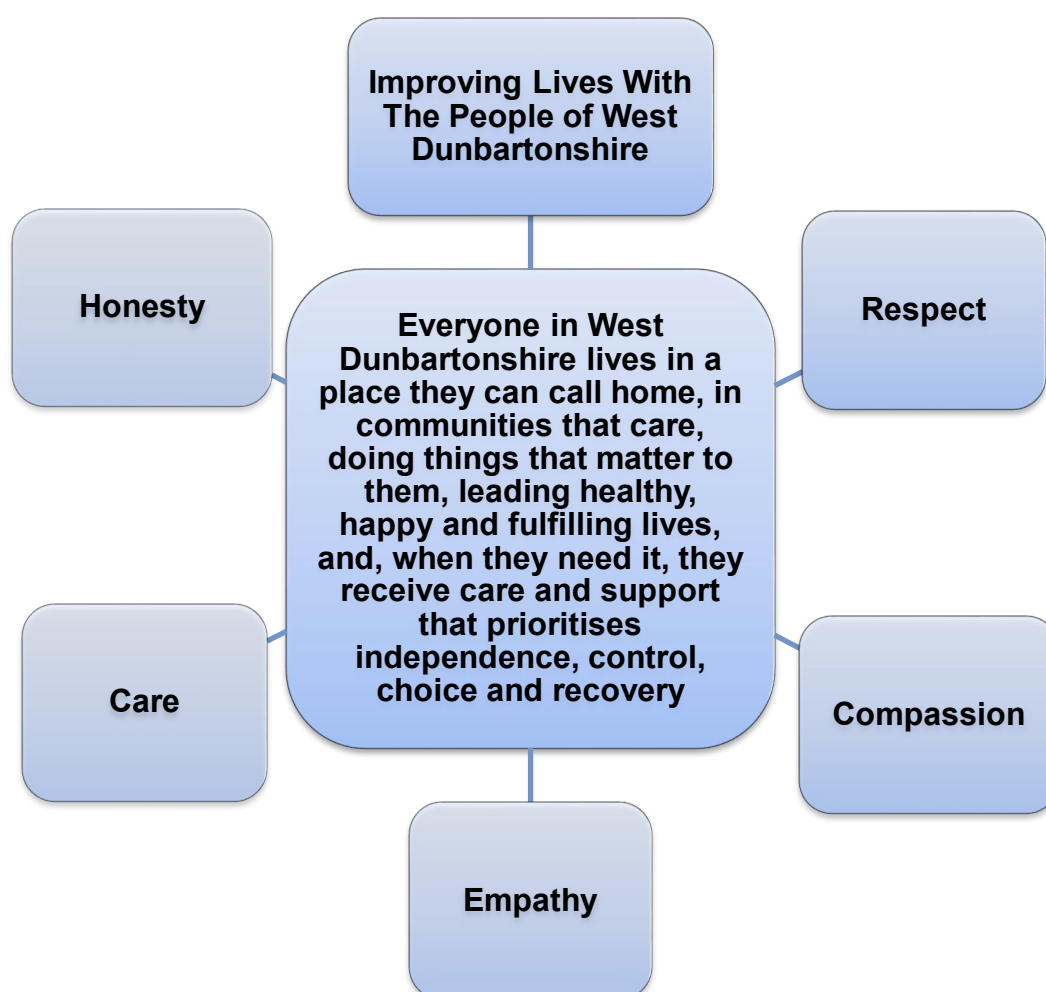 Improving Lives With
The People of West
Dunbartonshire
Honesty
Respect
Everyone in West
Dunbartonshire lives in a
place they can call home, in
communities that care,
doing things that matter to
them, leading healthy,
happy and fulfilling lives,
and, when they need it, they
receive care and support
that prioritises
independence, control,
choice and recovery
Care
Compassion
Empathy